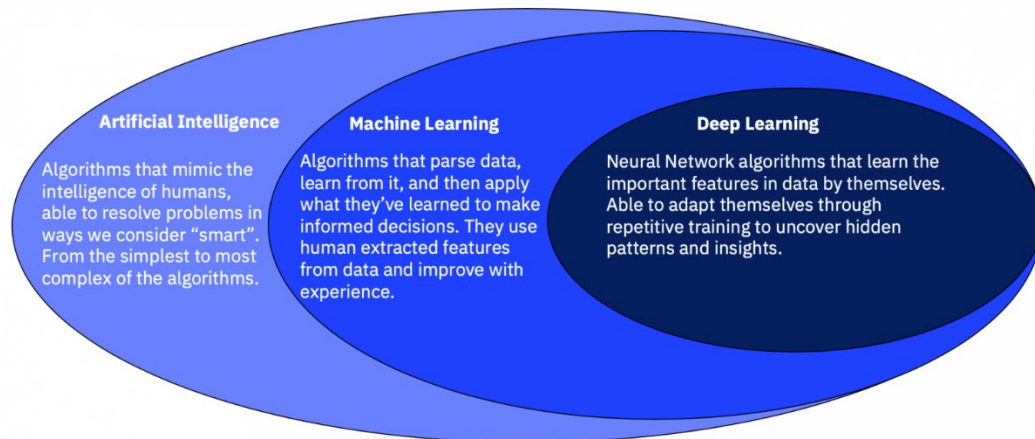 Artificial Intelligence
Algorithms that mimic the
intelligence of humans,
able to resolve problems in
ways we consider “smart”.
From the simplest to most
complex of the algorithms.
Machine Learning
Algorithms that parse data,
learn from it, and then apply
what they’ve learned to make
informed decisions. They use
human extracted features
from data and improve with
experience.
Deep Learning
Neural Network algorithms that learn the
important features in data by themselves.
Able to adapt themselves through
repetitive training to uncover hidden
patterns and insights.